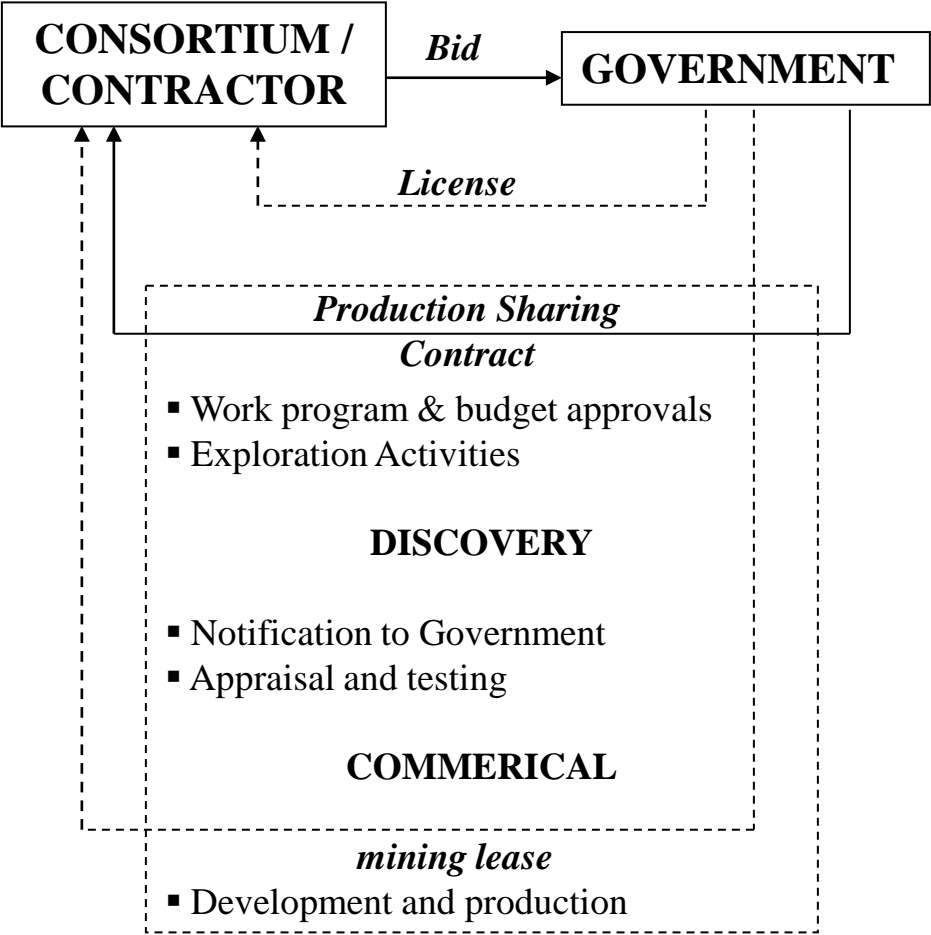 CONSORTIUM /
CONTRACTOR
Bid
GOVERNMENT
License
Production Sharing
Contract
▪ Work program & budget approvals
▪ Exploration Activities
DISCOVERY
▪ Notification to Government
▪ Appraisal and testing
COMMERICAL
mining lease
▪ Development and production